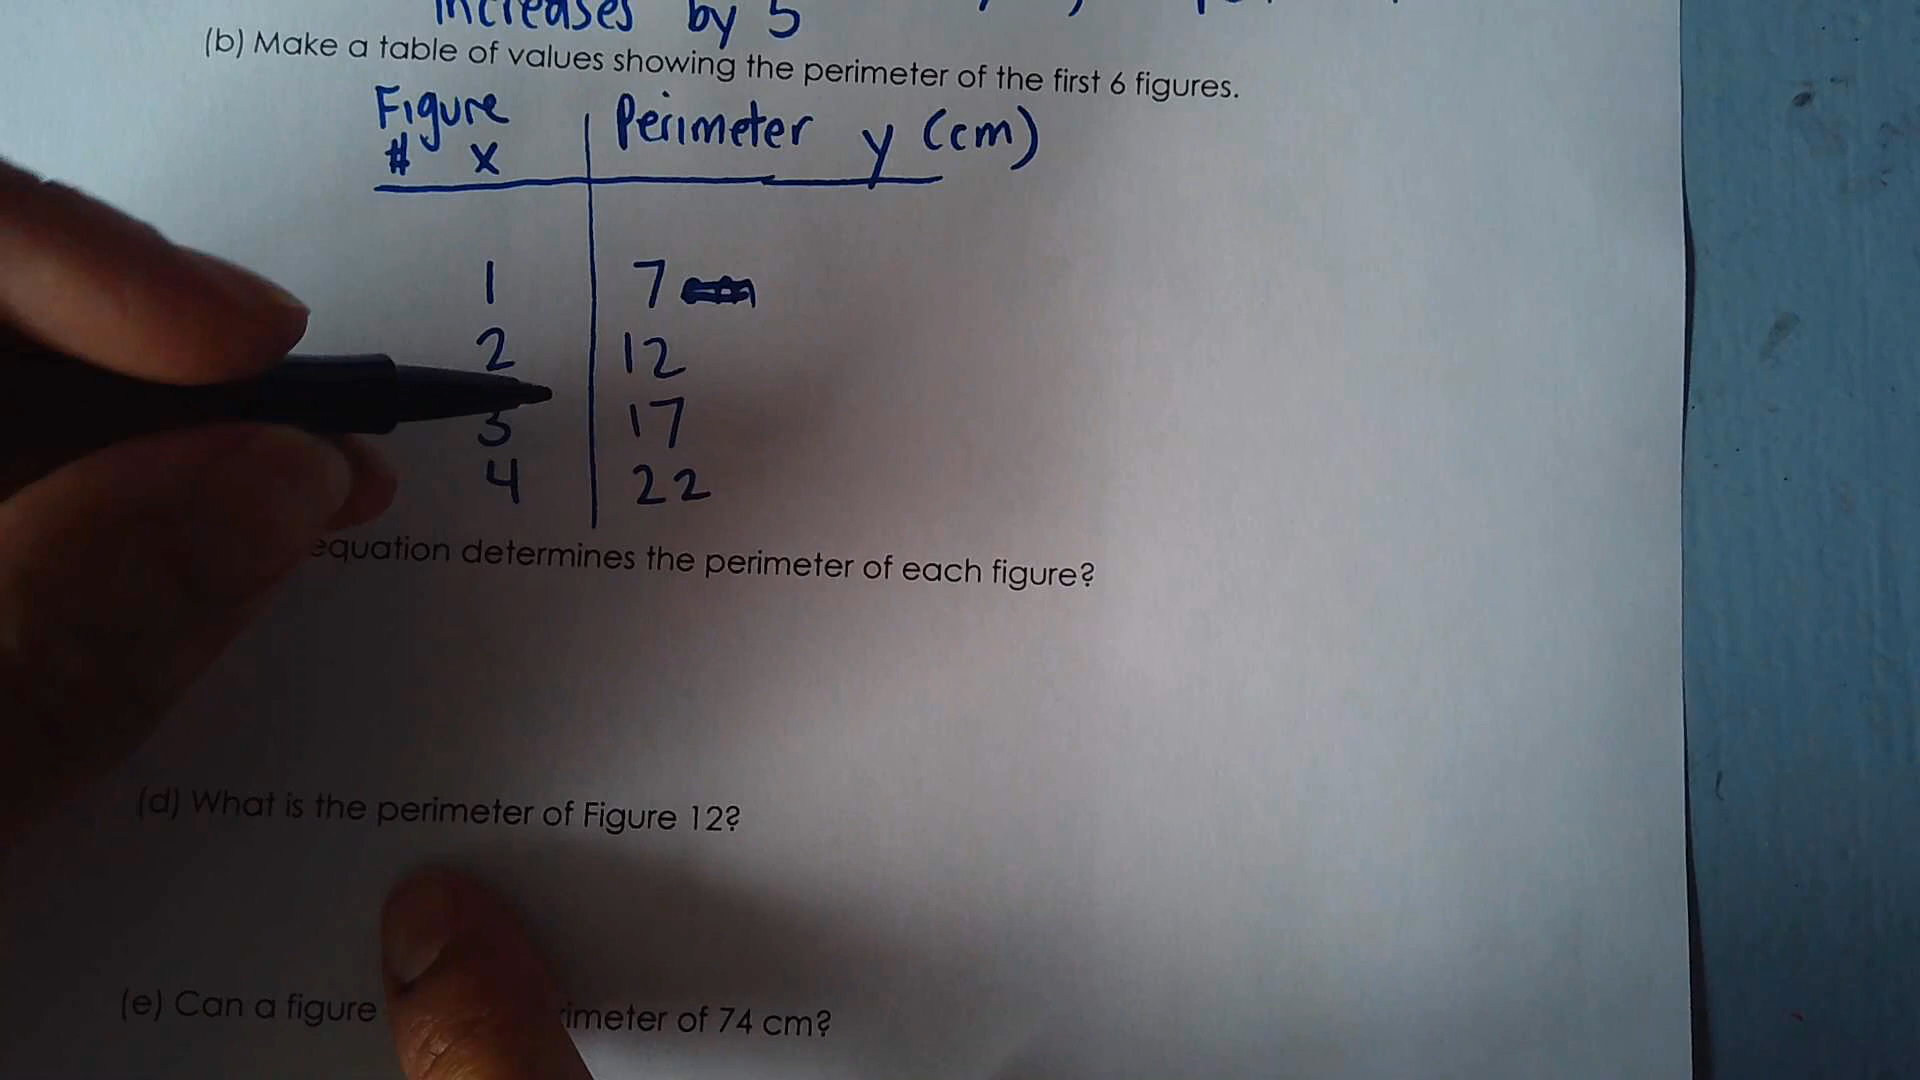 increases by 5
(b) Make a table of values showing the perimeter of the first 6 figures.
Figure # x | Perimeter y (cm)
1 | 7
2 | 12
3 | 17
4 | 22
equation determines the perimeter of each figure?
(d) What is the perimeter of Figure 12?
(e) Can a figure
of 74 cm?